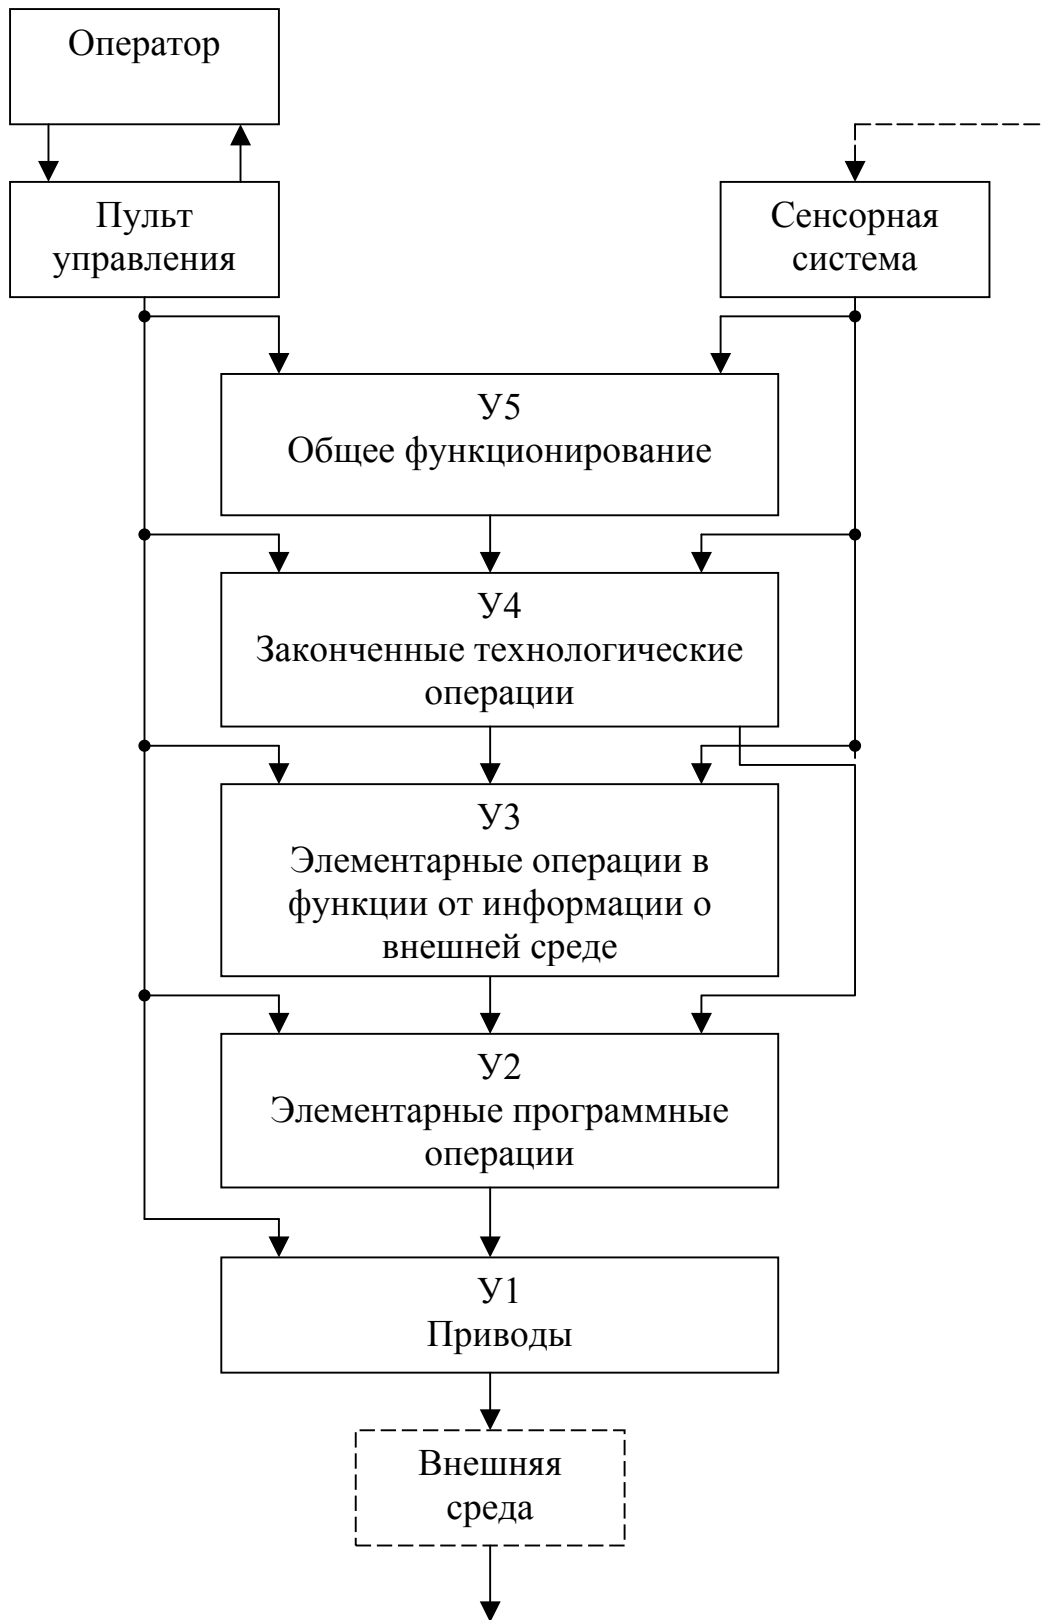 Оператор
Пульт
управления
Сенсорная
система
У5
Общее функционирование
У4
Законченные технологические
операции
У3
Элементарные операции в
функции от информации о
внешней среде
У2
Элементарные программные
операции
У1
Приводы
Внешняя
среда